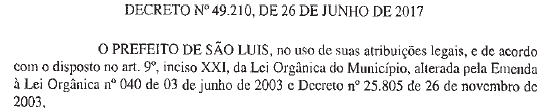 DECRETO Nº 49.210, DE 26 DE JUNHO DE 2017
O PREFEITO DE SÃO LUIS, no uso de suas atribuições legais, e de acordo
com o disposto no art. 9º, inciso XXI, da Lei Orgânica do Município, alterada pela Emenda
à Lei Orgânica nº 040 de 03 de junho de 2003 e Decreto nº 25.805 de 26 de novembro de
2003,